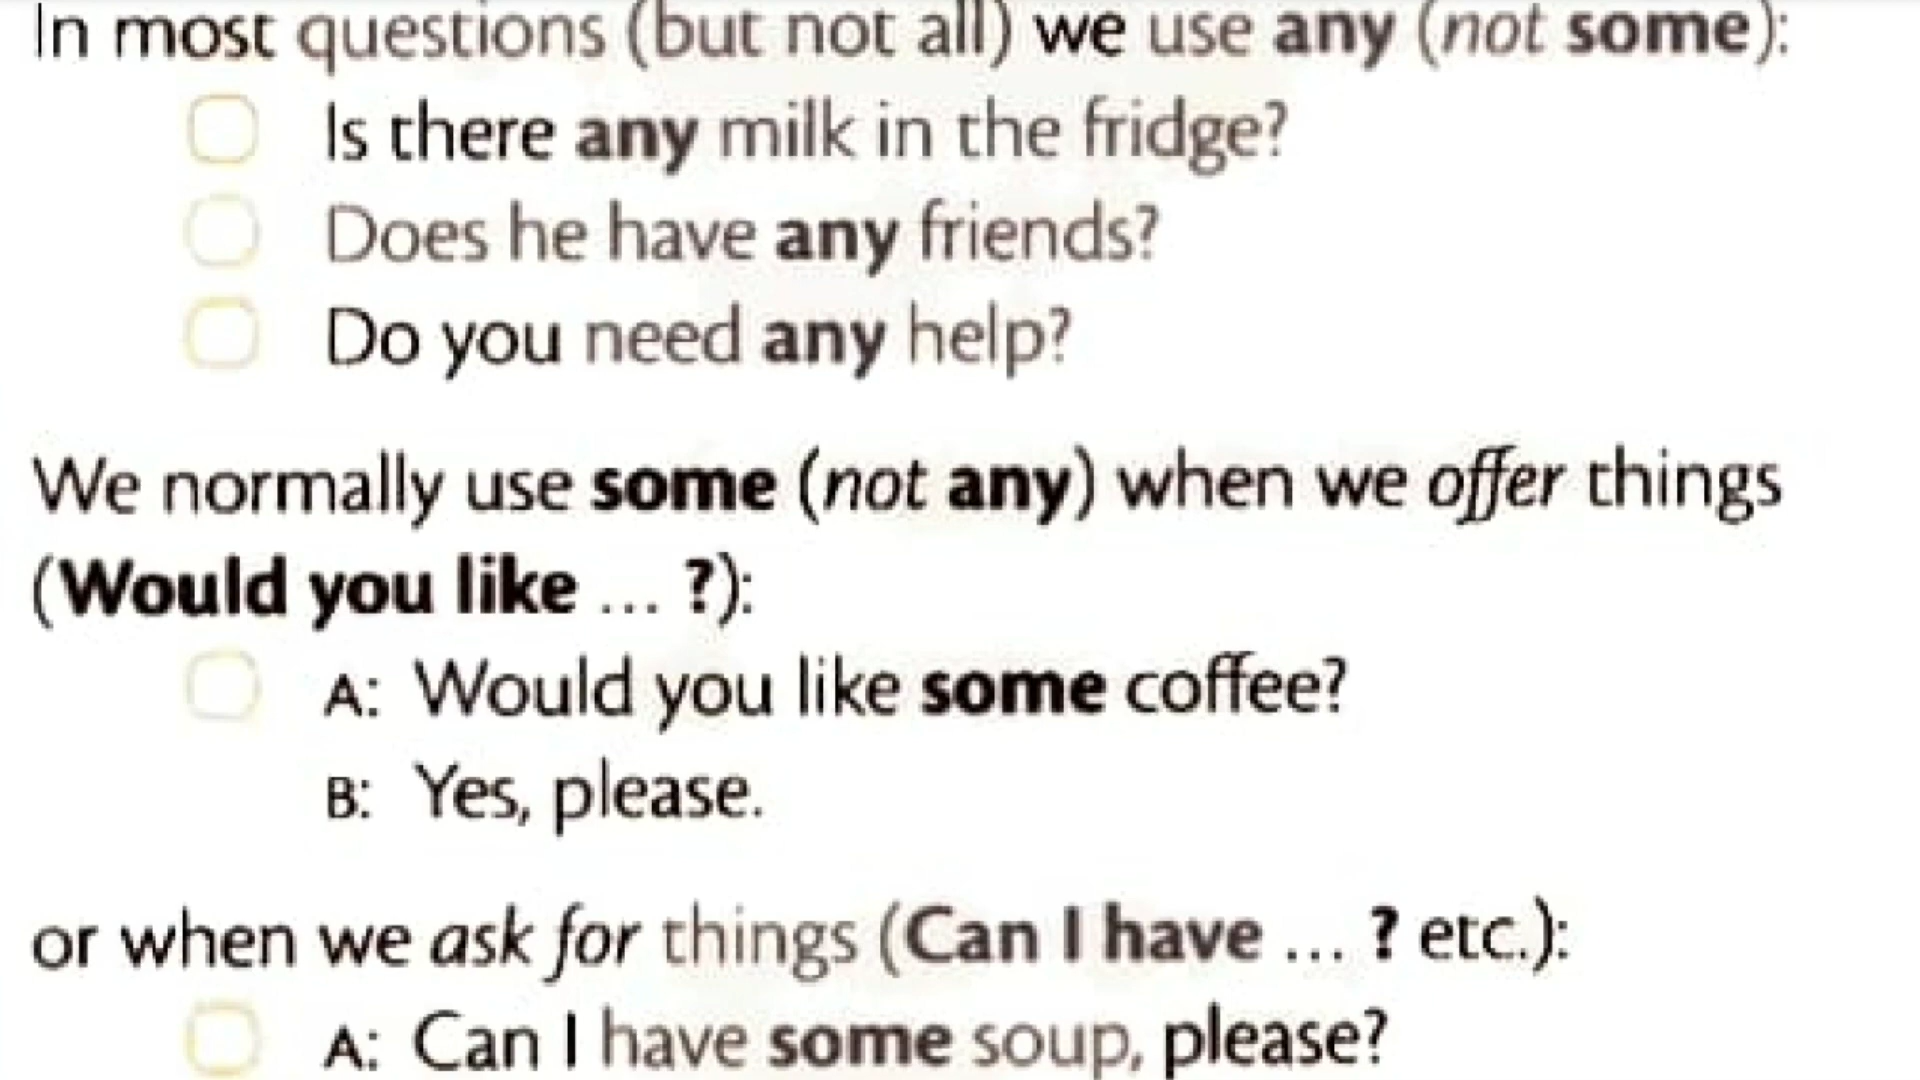 In most questions (but not all) we use any (not some):
Is there any milk in the fridge?
Does he have any friends?
Do you need any help?
We normally use some (not any) when we offer things
(Would you like ... ?):
A: Would you like some coffee?
B: Yes, please.
or when we ask for things (Can I have ... ? etc.):
A: Can I have some soup, please?